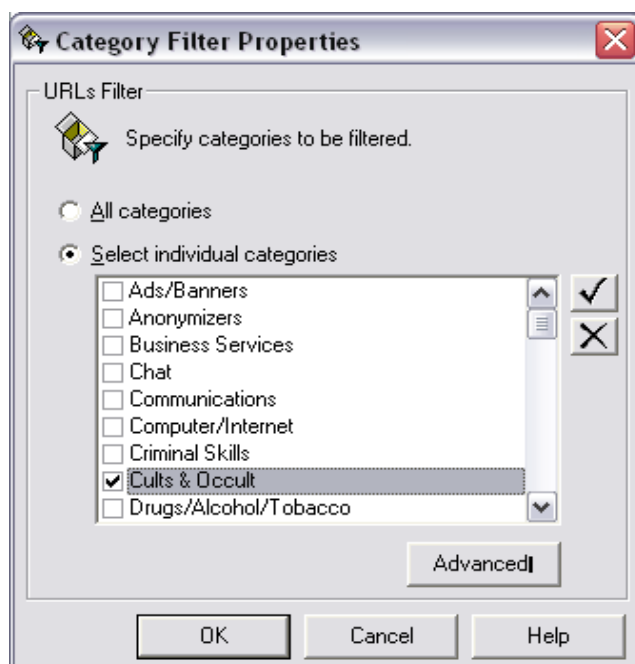 Category Filter Properties
URLs Filter
Specify categories to be filtered.
All categories
Select individual categories
Ads/Banners
Anonymizers
Business Services
Chat
Communications
Computer/Internet
Criminal Skills
Cults & Occult
Drugs/Alcohol/Tobacco
Advanced
OK Cancel Help